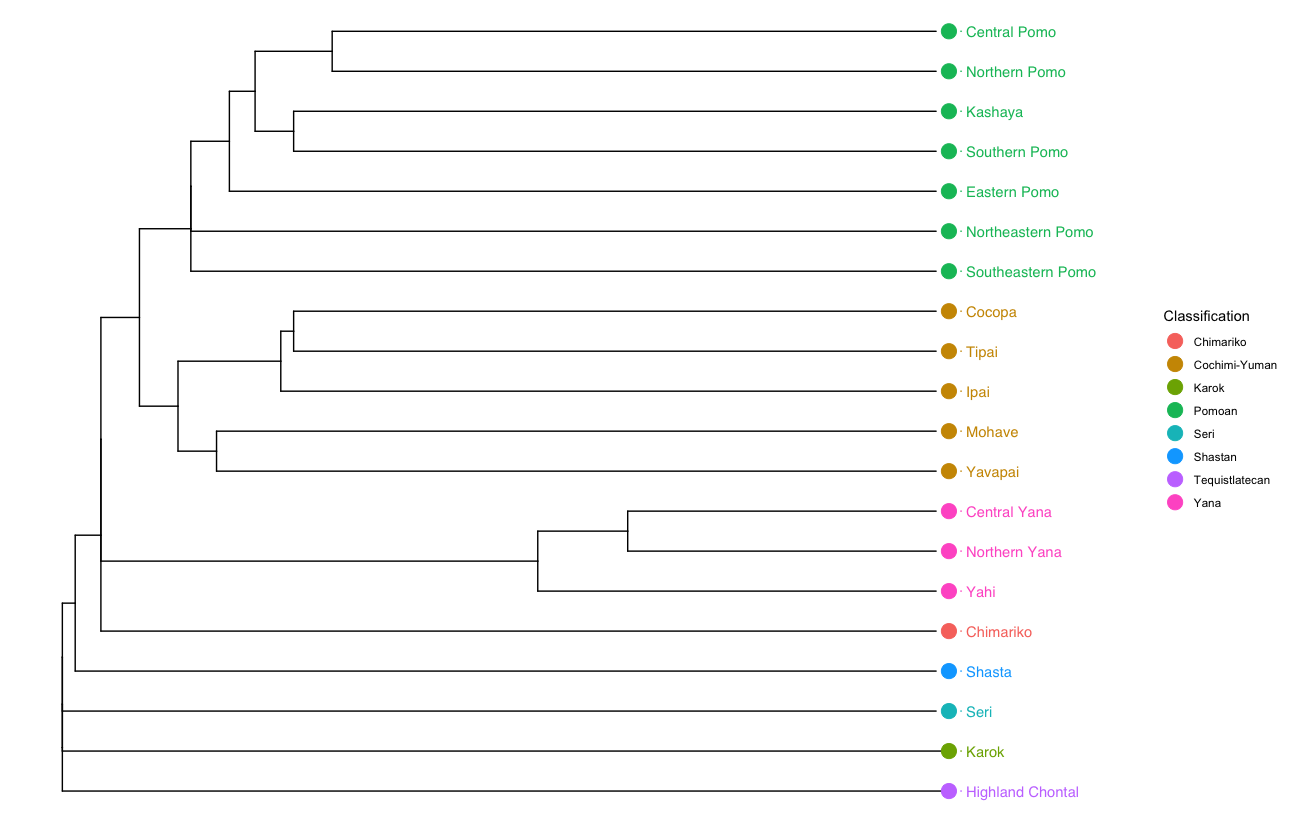 Central Pomo
Northern Pomo
Kashaya
Southern Pomo
Eastern Pomo
Northeastern Pomo
Southeastern Pomo
Cocopa
Tipai
Ipai
Mohave
Yavapai
Central Yana
Northern Yana
Yahi
Chimariko
Shasta
Seri
Karok
Highland Chontal
Classification
Chimariko
Cochimi-Yuman
Karok
Pomoan
Seri
Shastan
Tequistlatecan
Yana